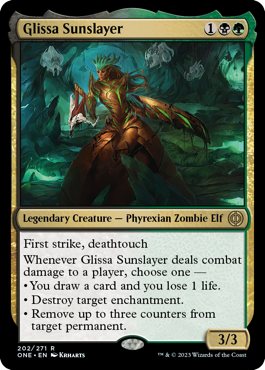 Glissa Sunslayer 1
Legendary Creature — Phyrexian Zombie Elf
First strike, deathtouch
Whenever Glissa Sunslayer deals combat
damage to a player, choose one —
• You draw a card and you lose 1 life.
• Destroy target enchantment.
• Remove up to three counters from
target permanent.
3/3
202/271 R
ONE • EN KRHARTS ™ & © 2023 Wizards of the Coast